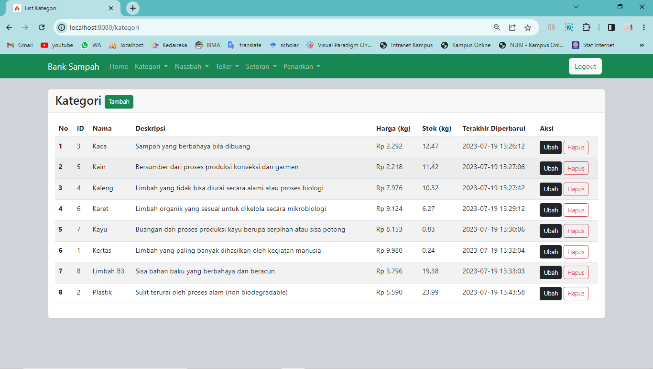 List Kategori
localhost:8080/kategori
Gmail youtube WA localhost Kedaireka BIMA translate scholar Visual Paradigm On... Intranet Kampus Kampus Online NURI - Kampus Onl... Stat Internet »
Bank Sampah Home Kategori Nasabah Teller Setoran Penarikan Logout
Kategori Tambah
No ID Nama Deskripsi Harga (kg) Stok (kg) Terakhir Diperbarui Aksi
1 3 Kaca Sampah yang berbahaya bila dibuang Rp 2.292 12.47 2023-07-19 13:26:12 Ubah Hapus
2 5 Kain Bersumber dari proses produksi konveksi dan garmen Rp 2.218 11.42 2023-07-19 13:27:06 Ubah Hapus
3 4 Kaleng Limbah yang tidak bisa diurai secara alami atau proses biologi Rp 7.976 10.32 2023-07-19 13:27:42 Ubah Hapus
4 6 Karet Limbah organik yang sesuai untuk dikelola secara mikrobiologi Rp 9.124 6.27 2023-07-19 13:29:12 Ubah Hapus
5 7 Kayu Buangan dari proses produksi kayu berupa serpihan atau sisa potong Rp 8.153 0.83 2023-07-19 13:30:06 Ubah Hapus
6 1 Kertas Limbah yang paling banyak dihasilkan oleh kegiatan manusia Rp 9.980 0.24 2023-07-19 13:32:04 Ubah Hapus
7 8 Limbah B3 Sisa bahan baku yang berbahaya dan beracun Rp 3.796 19.38 2023-07-19 13:33:03 Ubah Hapus
8 2 Plastik Sulit terurai oleh proses alam (non biodegradable) Rp 5.590 23.99 2023-07-19 13:43:58 Ubah Hapus